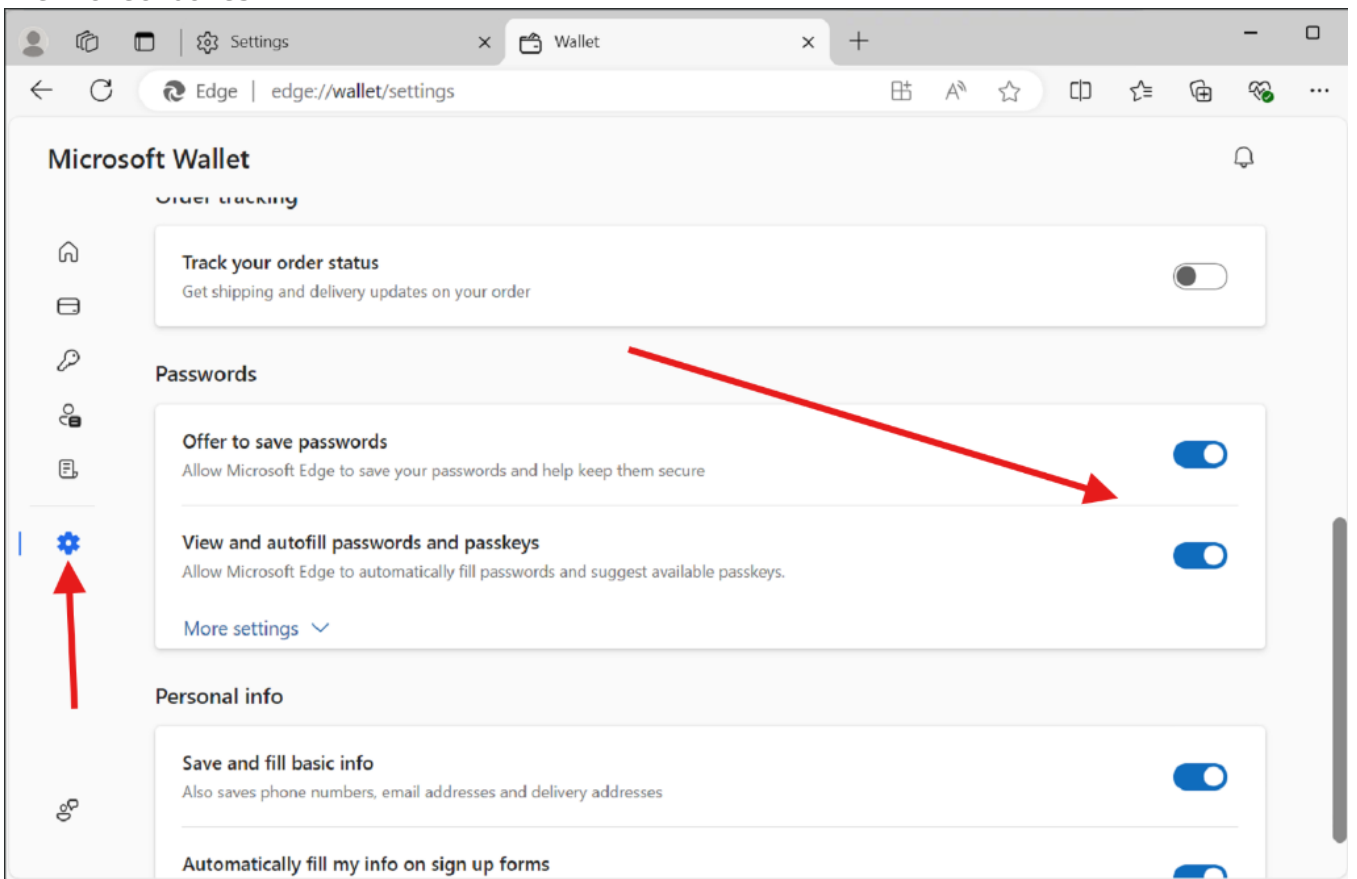 Settings
Wallet
Edge | edge://wallet/settings
Microsoft Wallet
Order tracking
Track your order status
Get shipping and delivery updates on your order
Passwords
Offer to save passwords
Allow Microsoft Edge to save your passwords and help keep them secure
View and autofill passwords and passkeys
Allow Microsoft Edge to automatically fill passwords and suggest available passkeys.
More settings
Personal info
Save and fill basic info
Also saves phone numbers, email addresses and delivery addresses
Automatically fill my info on sign up forms